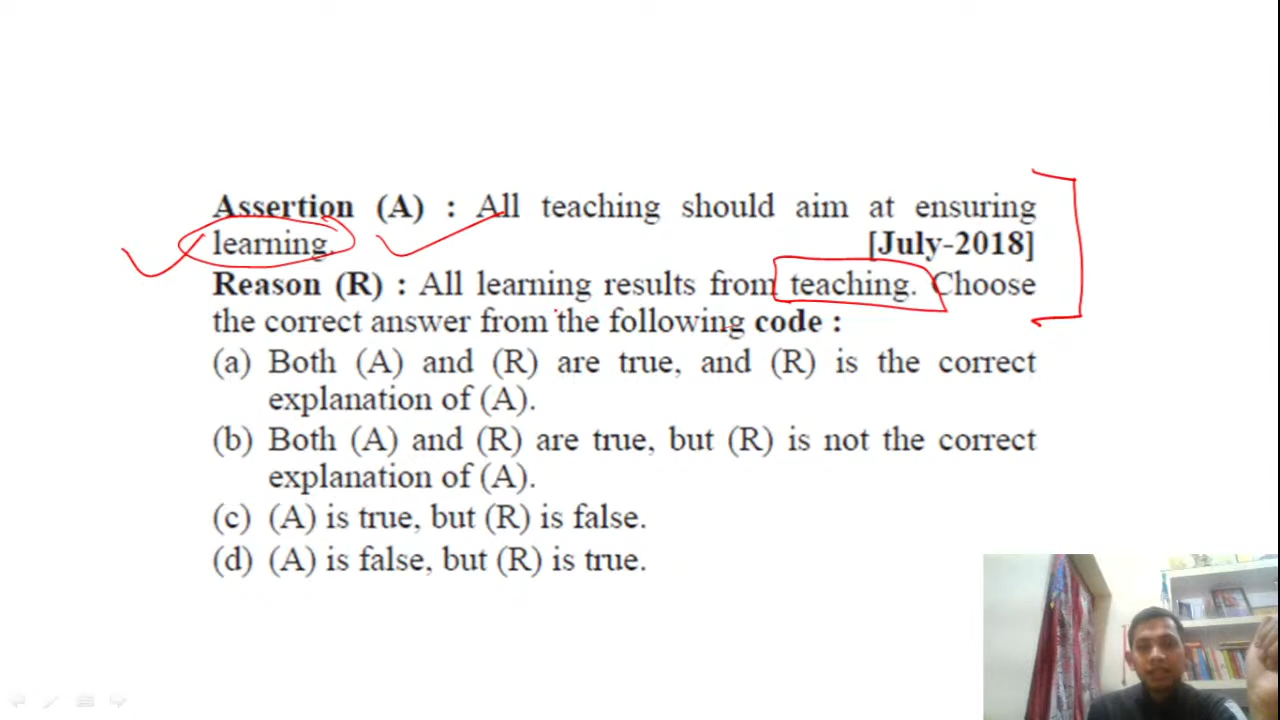 Assertion (A) : All teaching should aim at ensuring
learning. [July-2018]
Reason (R) : All learning results from teaching. Choose
the correct answer from the following code :
(a) Both (A) and (R) are true, and (R) is the correct
explanation of (A).
(b) Both (A) and (R) are true, but (R) is not the correct
explanation of (A).
(c) (A) is true, but (R) is false.
(d) (A) is false, but (R) is true.